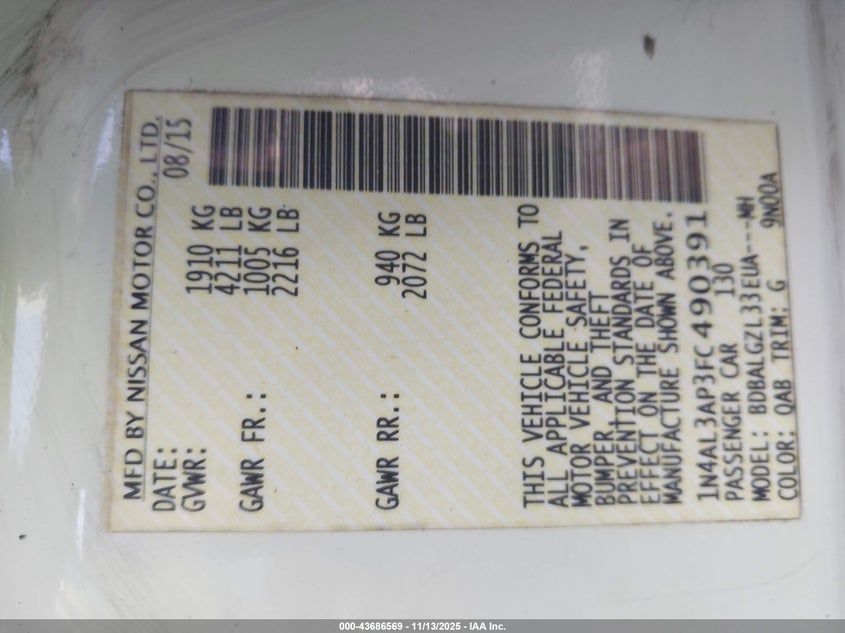 MFD BY NISSAN MOTOR CO., LTD.
DATE: 08/15
GVWR: 1910 KG
4211 LB
GAWR FR.: 1005 KG
2216 LB
GAWR RR.: 940 KG
2072 LB
THIS VEHICLE CONFORMS TO
ALL APPLICABLE FEDERAL
MOTOR VEHICLE SAFETY,
BUMPER, AND THEFT
PREVENTION STANDARDS IN
EFFECT ON THE DATE OF
MANUFACTURE SHOWN ABOVE.
1N4AL3AP3FC490391
PASSENGER CAR 130
MODEL: BDBALGZL33EUA---MH
COLOR: QAB TRIM: G 9N00A
000-43686569 - 11/13/2025 - IAA Inc.